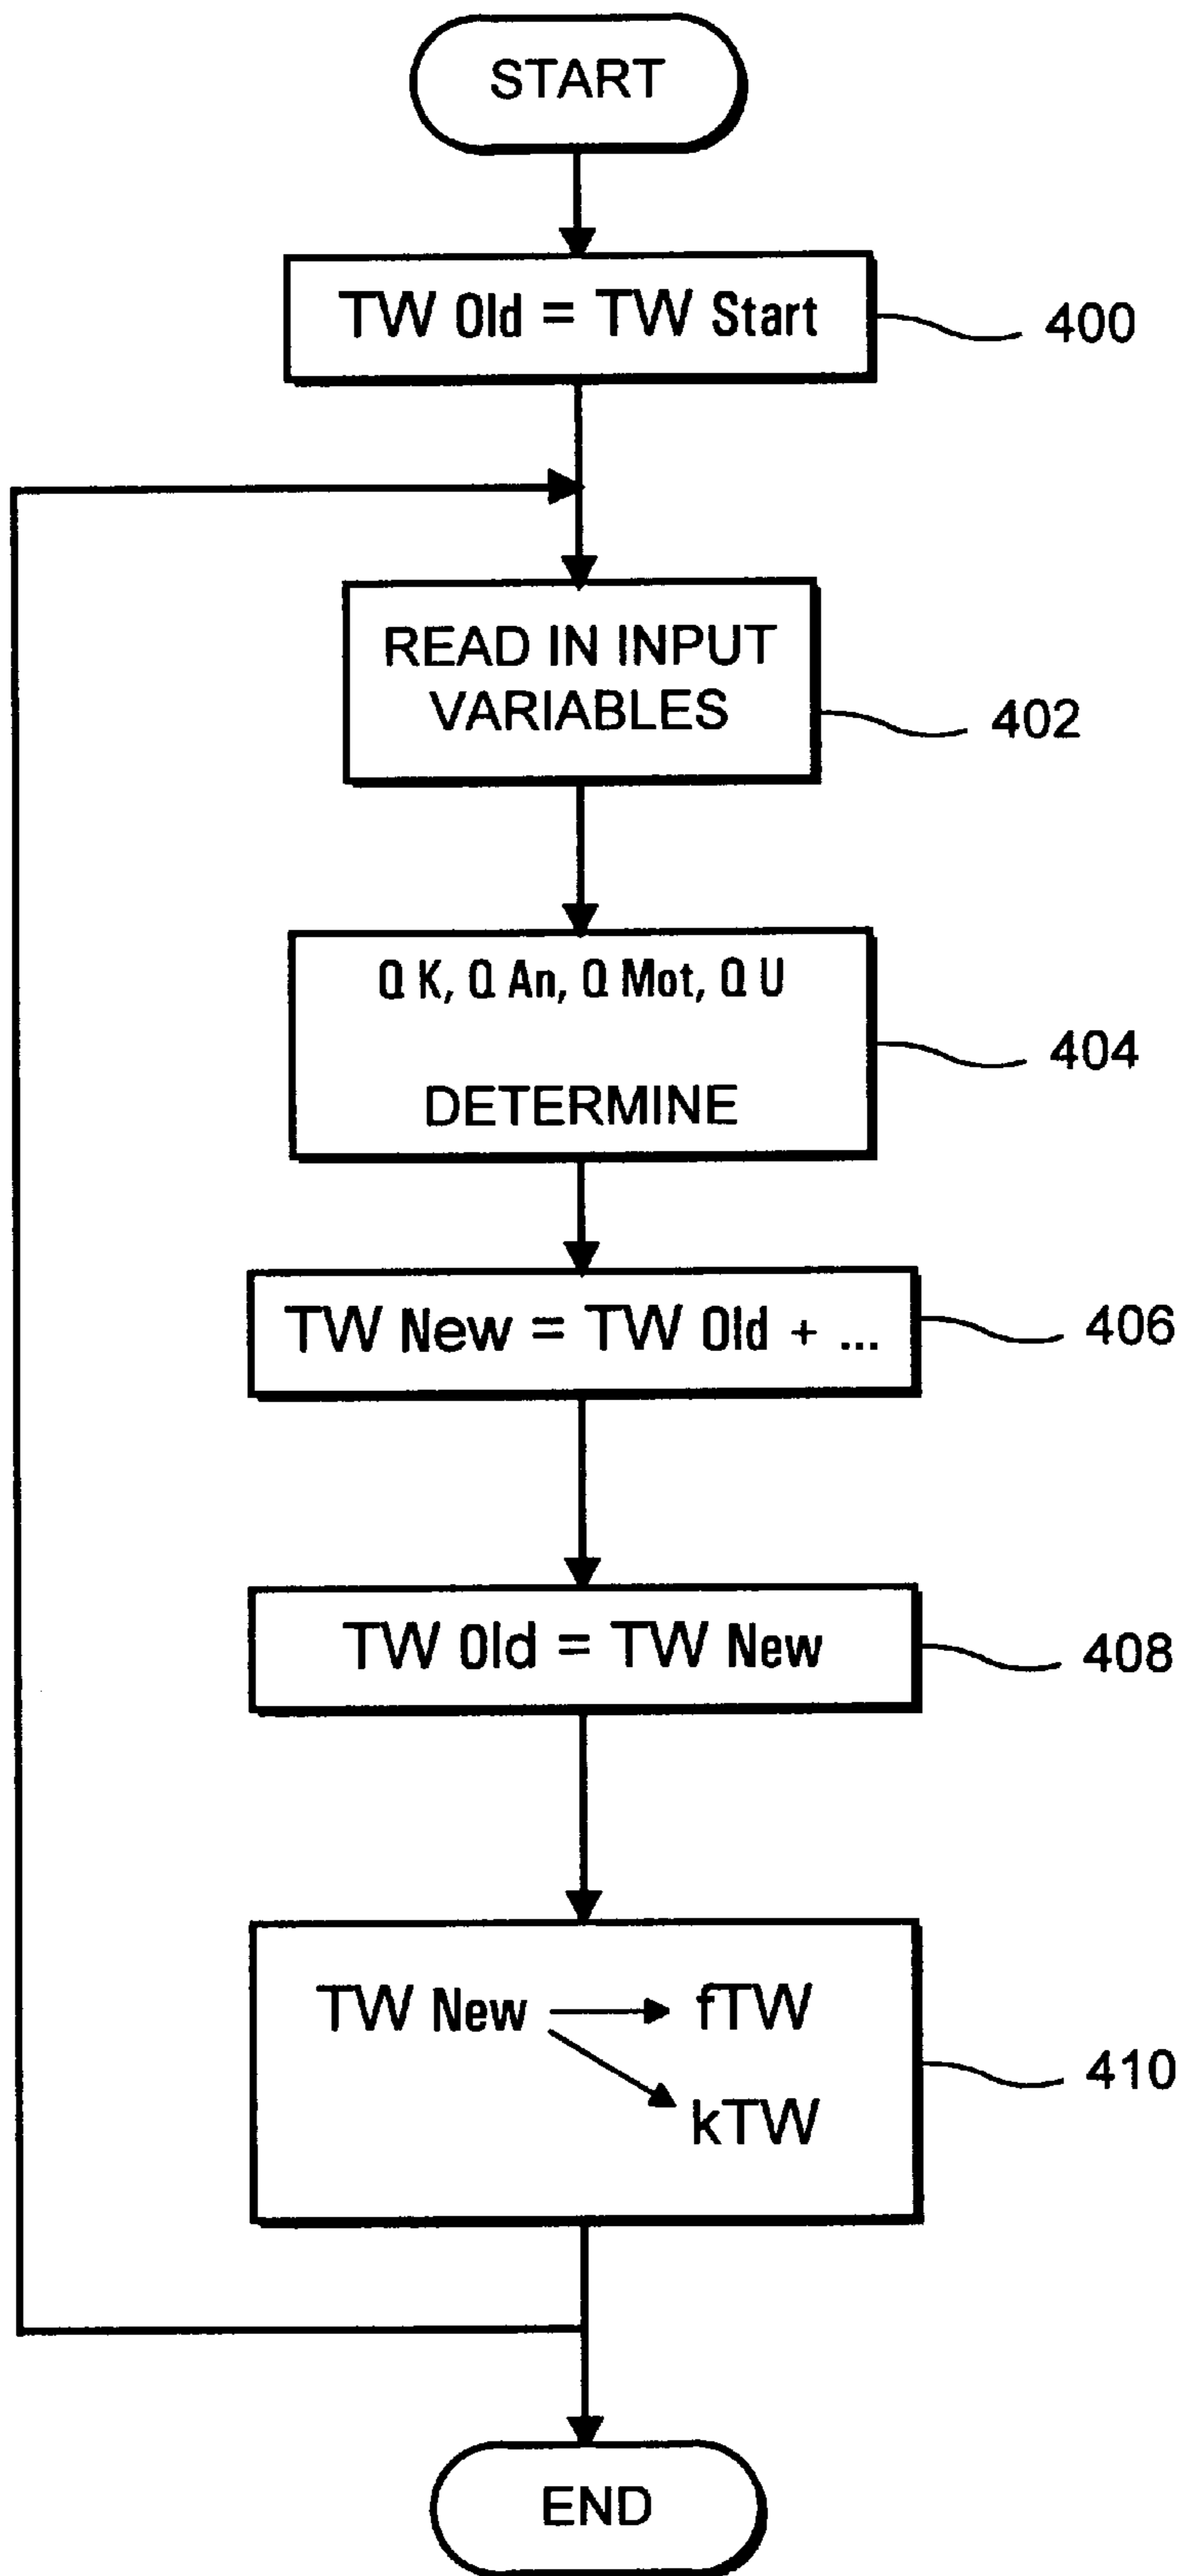 START
TW Old = TW Start
400
READ IN INPUT
VARIABLES
402
Q K, Q An, Q Mot, Q U
DETERMINE
404
TW New = TW Old + ...
406
TW Old = TW New
408
TW New
fTW
kTW
410
END